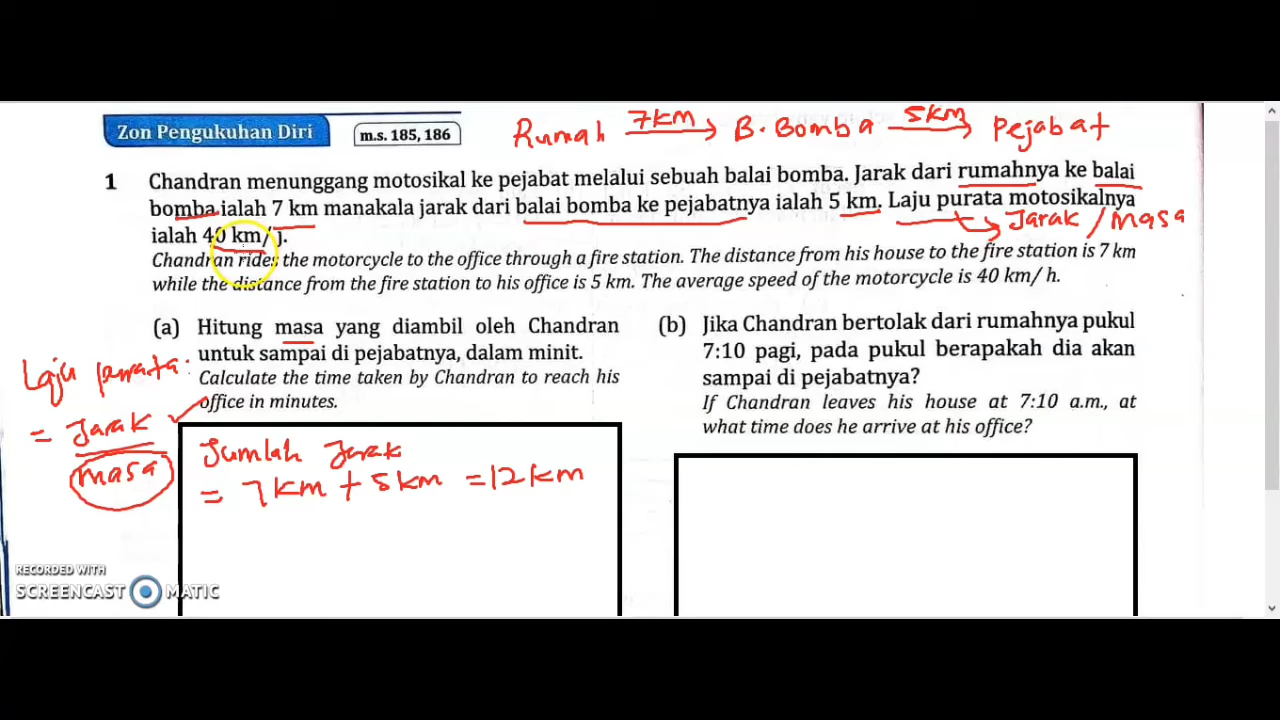 Zon Pengukuhan Diri
m.s. 185, 186
Rumah 7km B. Bomba 5km Pejabat
1 Chandran menunggang motosikal ke pejabat melalui sebuah balai bomba. Jarak dari rumahnya ke balai
bomba ialah 7 km manakala jarak dari balai bomba ke pejabatnya ialah 5 km. Laju purata motosikalnya
Jarak / masa
ialah 40 km/j.
Chandran rides the motorcycle to the office through a fire station. The distance from his house to the fire station is 7 km
while the distance from the fire station to his office is 5 km. The average speed of the motorcycle is 40 km/ h.
(a) Hitung masa yang diambil oleh Chandran
untuk sampai di pejabatnya, dalam minit.
Calculate the time taken by Chandran to reach his
office in minutes.
Laju purata
= Jarak
masa
Jumlah Jarak
= 7km + 5km = 12km
(b) Jika Chandran bertolak dari rumahnya pukul
7:10 pagi, pada pukul berapakah dia akan
sampai di pejabatnya?
If Chandran leaves his house at 7:10 a.m., at
what time does he arrive at his office?
RECORDED WITH
SCREENCAST MATIC